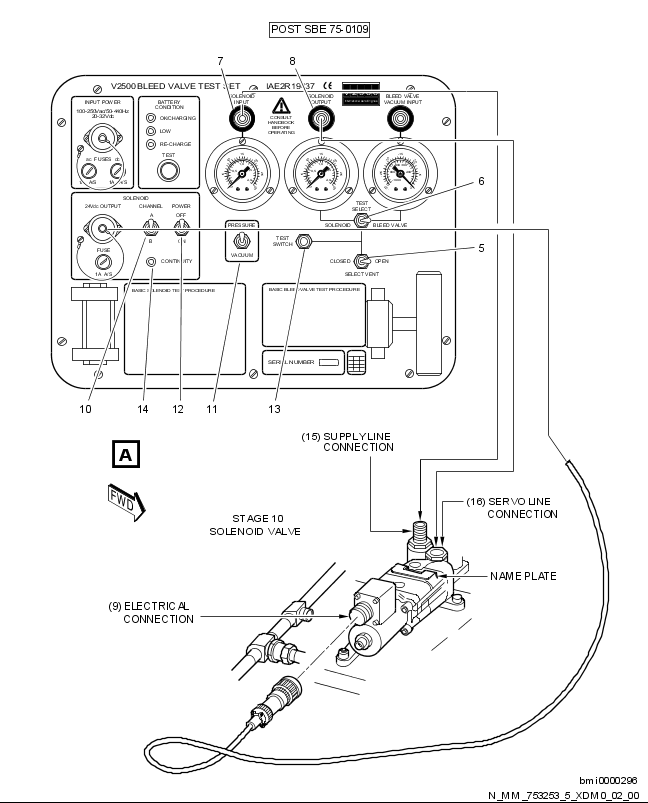 POST SBE 75-0109
7
8
V2500 BLEED VALVE TEST SET IAE2R19137 CE
INPUT POWER
100-250Vac/50-440Hz
20-32Vdc
ac FUSES dc
A/S
1A A/S
BATTERY
CONDITION
OK/CHARGING
LOW
RE-CHARGE
TEST
SOLENOID
INPUT
CONSULT
HANDBOOK
BEFORE
OPERATING
SOLENOID
OUTPUT
BLEED VALVE
VACUUM INPUT
6
SOLENOID
24Vdc OUTPUT
CHANNEL
A
B
POWER
OFF
ON
FUSE
1A A/S
CONTINUITY
PRESSURE
VACUUM
TEST
SWITCH
TEST
SELECT
SOLENOID
BLEED VALVE
5
CLOSED
OPEN
SELECT VENT
BASIC SOLENOID TEST PROCEDURE
BASIC BLEED VALVE TEST PROCEDURE
SERIAL NUMBER
10
14
12
11
13
A
FWD
(15) SUPPLY LINE
CONNECTION
STAGE 10
SOLENOID VALVE
(16) SERVO LINE
CONNECTION
NAME PLATE
(9) ELECTRICAL
CONNECTION
bmi0000296
N_MM_753253_5_XDM0_02_00